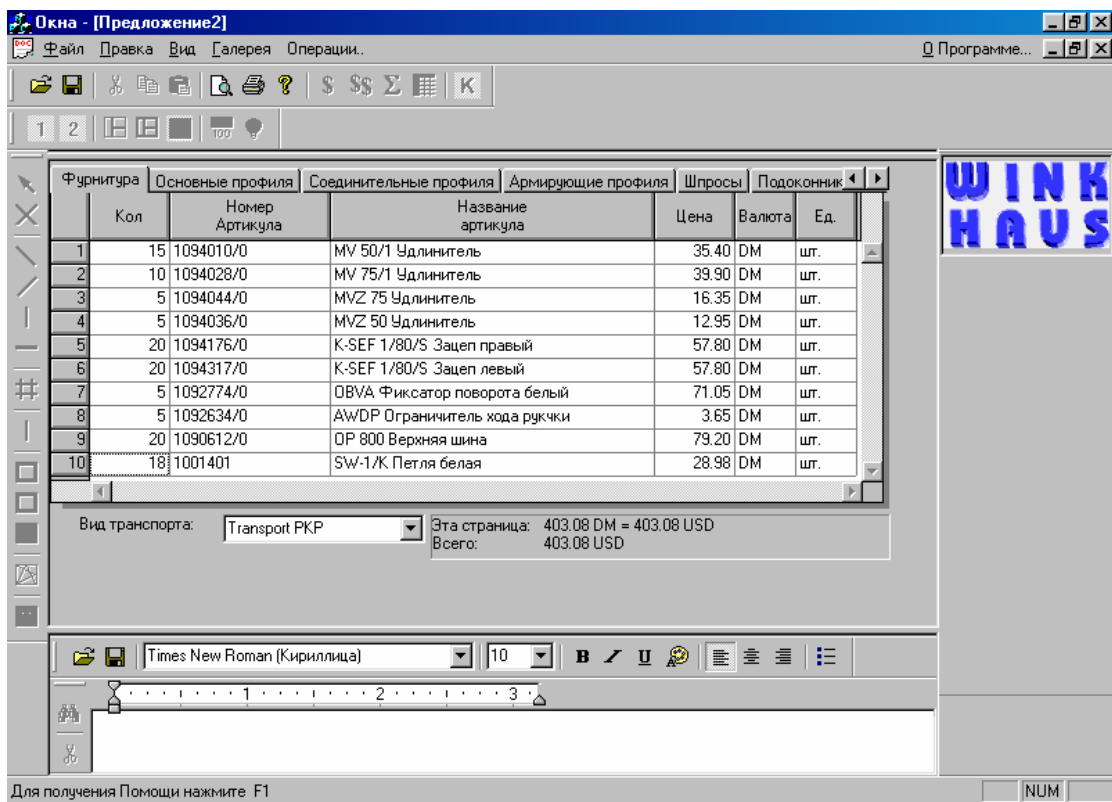 Окна - [Предложение2]
Файл Правка Вид Галерея Операции.. О Программе...
$ $$ Σ K
1 2 100
Фурнитура Основные профиля Соединительные профиля Армирующие профиля Шпросы Подоконник
Кол Номер Артикула Название артикула Цена Валюта Ед.
1 15 1094010/0 MV 50/1 Удлинитель 35.40 DM шт.
2 10 1094028/0 MV 75/1 Удлинитель 39.90 DM шт.
3 5 1094044/0 MVZ 75 Удлинитель 16.35 DM шт.
4 5 1094036/0 MVZ 50 Удлинитель 12.95 DM шт.
5 20 1094176/0 K-SEF 1/80/S Зацеп правый 57.80 DM шт.
6 20 1094317/0 K-SEF 1/80/S Зацеп левый 57.80 DM шт.
7 5 1092774/0 OBVA Фиксатор поворота белый 71.05 DM шт.
8 5 1092634/0 AWDP Ограничитель хода рукчки 3.65 DM шт.
9 20 1090612/0 OP 800 Верхняя шина 79.20 DM шт.
10 18 1001401 SW-1/K Петля белая 28.98 DM шт.
WINK
HAUS
Вид транспорта: Transport PKP Эта страница: 403.08 DM = 403.08 USD
Всего: 403.08 USD
Times New Roman (Кириллица) 10 B I U
1 2 3
Для получения Помощи нажмите F1 NUM